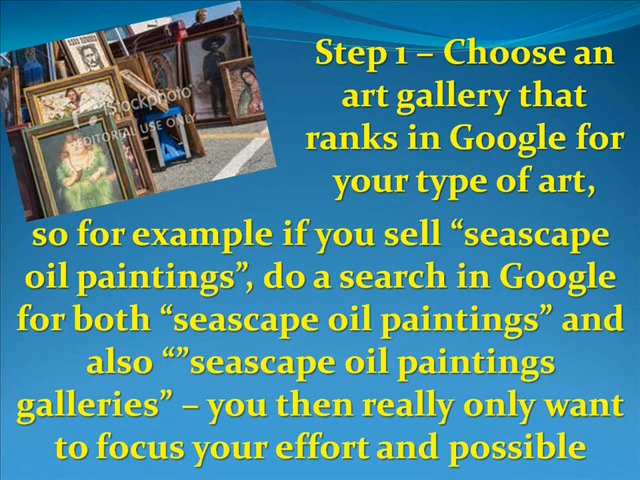 Step 1 – Choose an
art gallery that
ranks in Google for
your type of art,
so for example if you sell “seascape
oil paintings”, do a search in Google
for both “seascape oil paintings” and
also “”seascape oil paintings
galleries” – you then really only want
to focus your effort and possible
iStockphoto
EDITORIAL USE ONLY